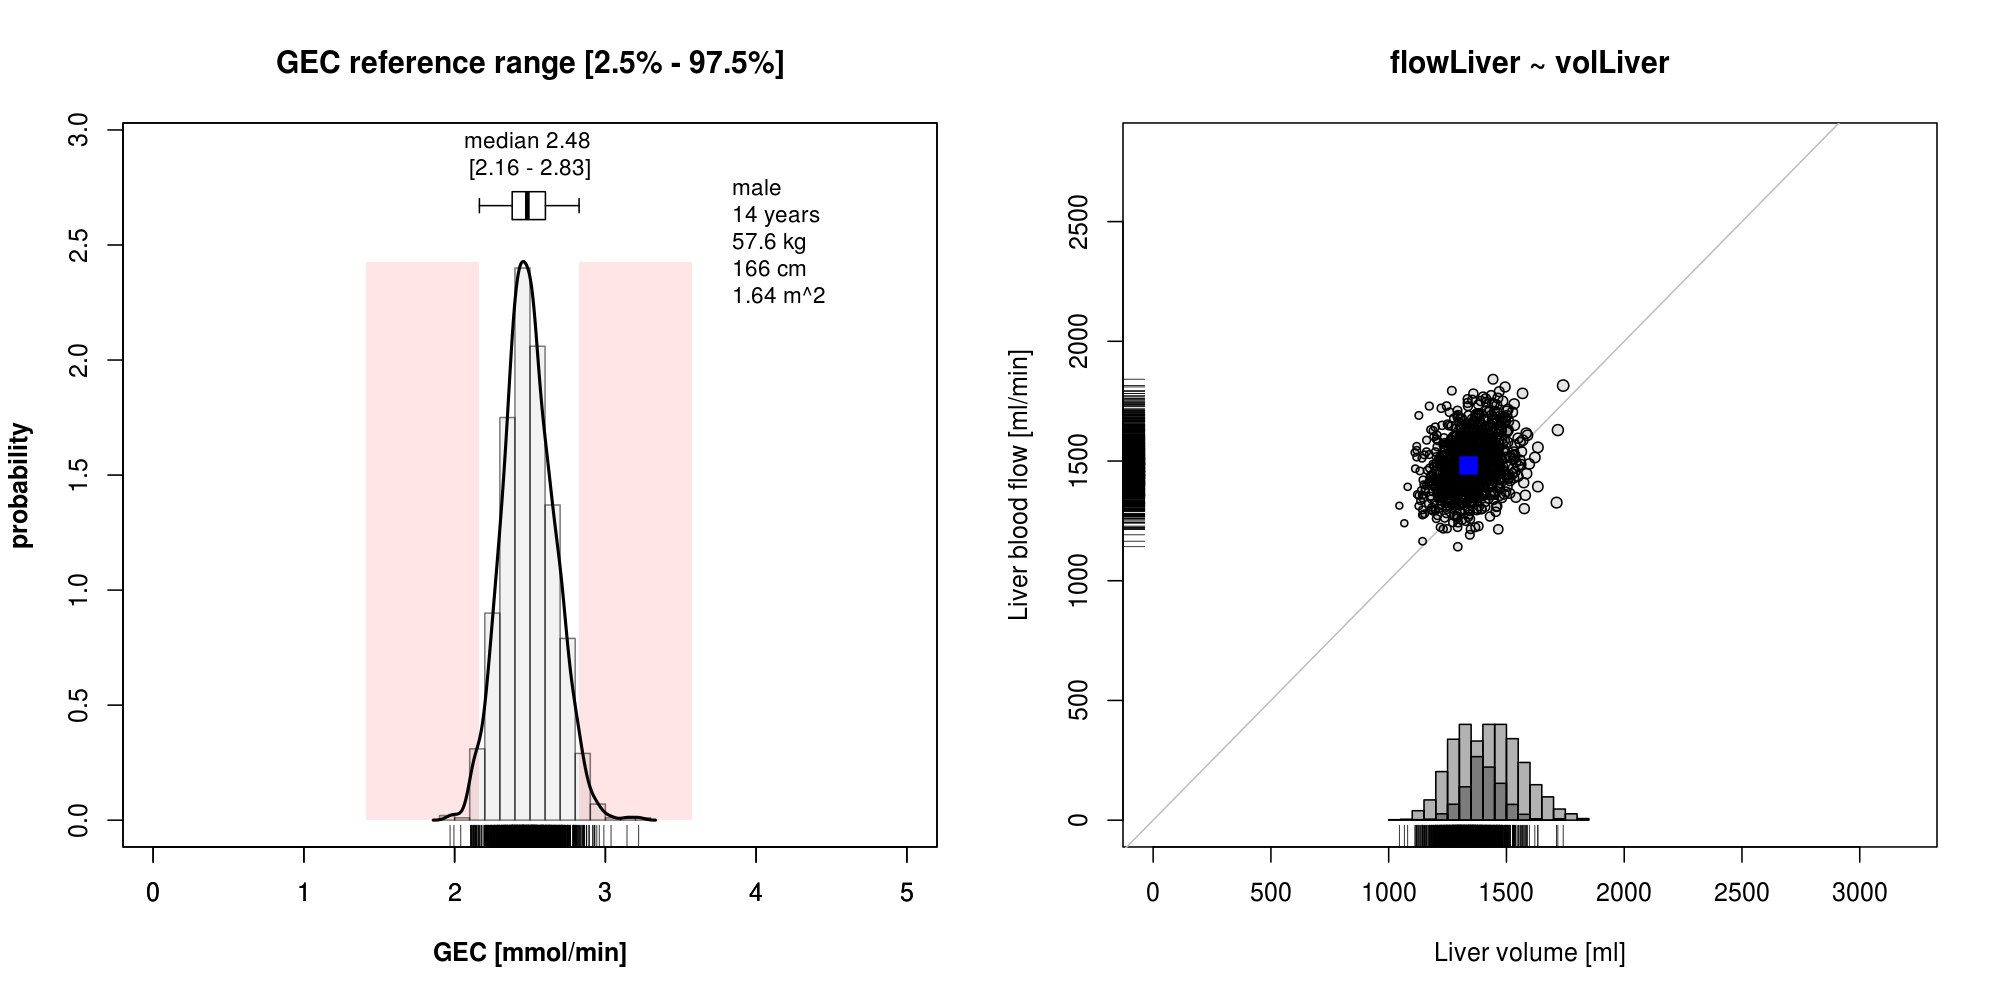 GEC reference range [2.5% - 97.5%]
median 2.48
[2.16 - 2.83]
male
14 years
57.6 kg
166 cm
1.64 m^2
probability
3.0
2.5
2.0
1.5
1.0
0.5
0.0
0 1 2 3 4 5
GEC [mmol/min]
flowLiver ~ volLiver
Liver blood flow [ml/min]
2500
2000
1500
1000
500
0
0 500 1000 1500 2000 2500 3000
Liver volume [ml]